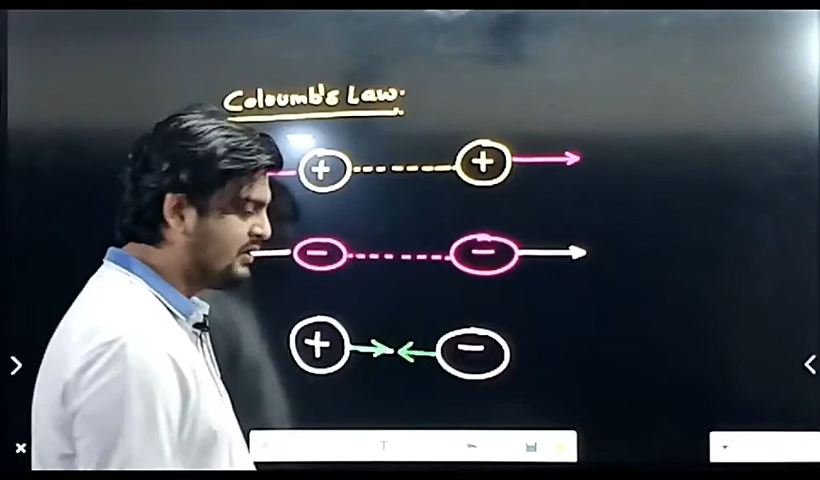 Coloumb's Law.
+ +
- -
+ -
T